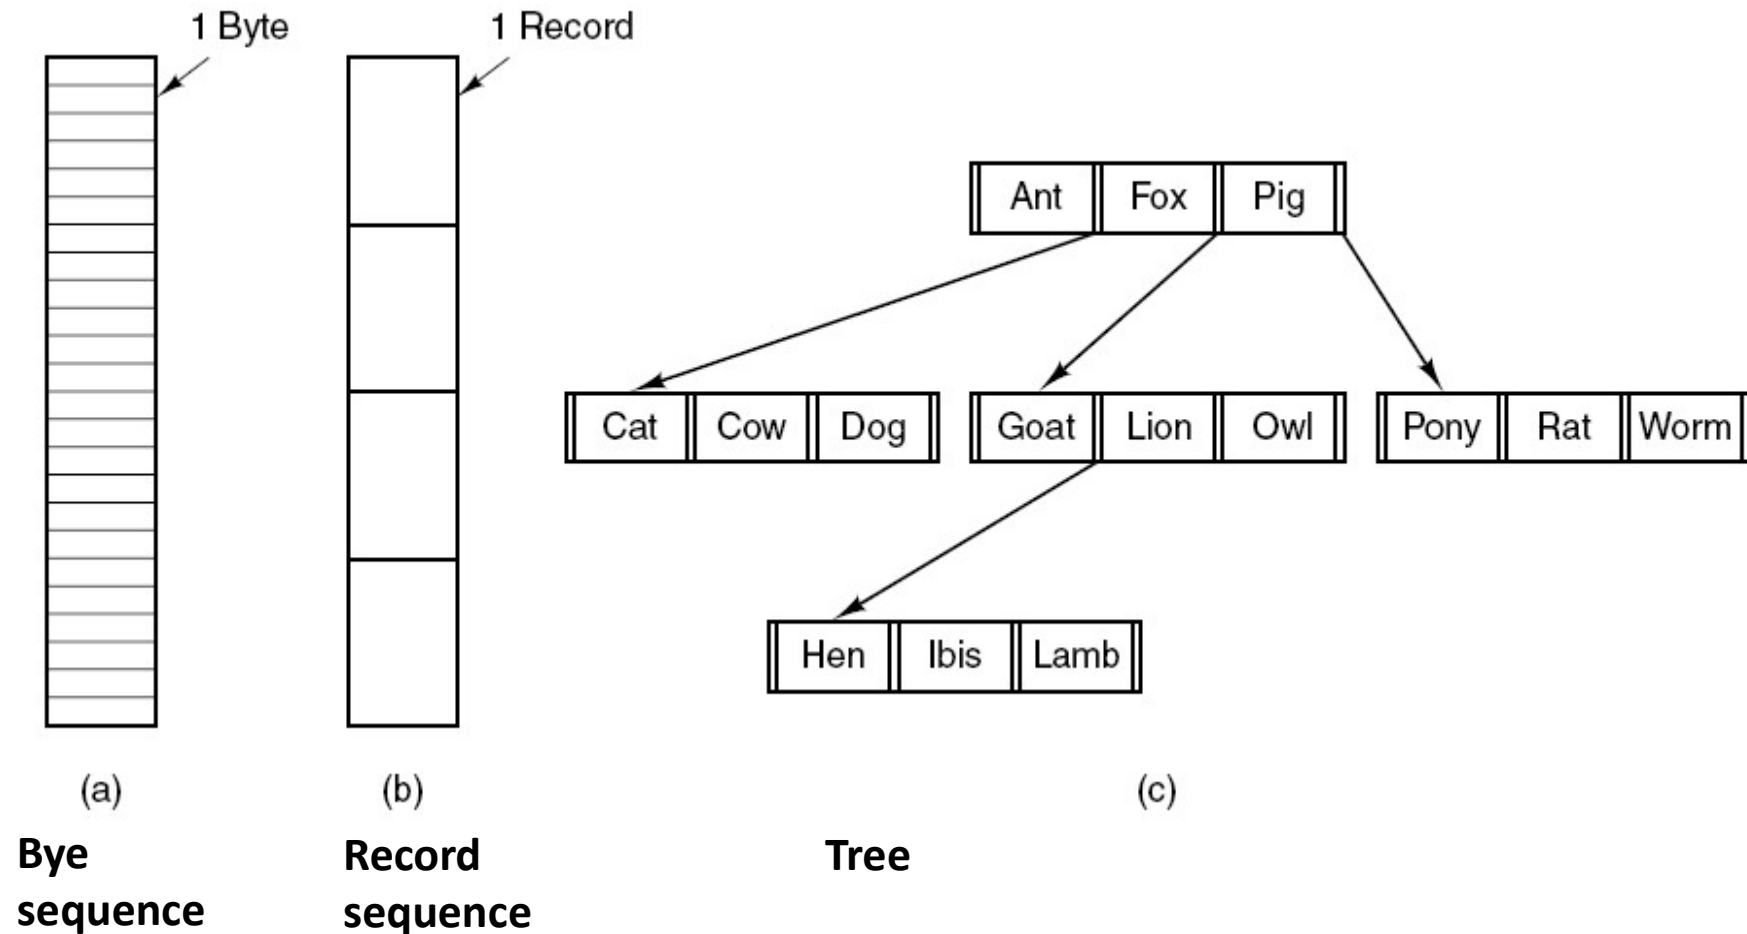 1 Byte
1 Record
Ant Fox Pig
Cat Cow Dog
Goat Lion Owl
Pony Rat Worm
Hen Ibis Lamb
(a)
(b)
(c)
Bye
sequence
Record
sequence
Tree